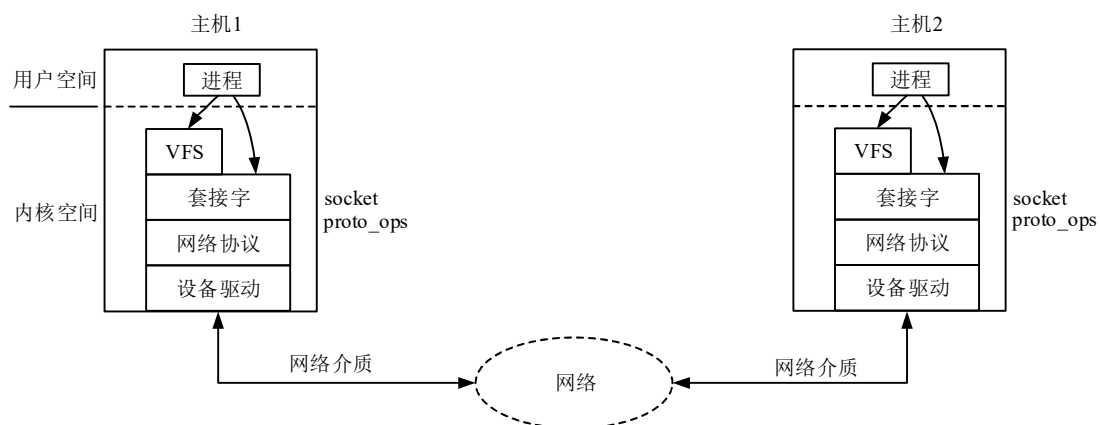 主机1
主机2
用户空间
进程
进程
VFS
VFS
内核空间
套接字
socket
proto_ops
套接字
socket
proto_ops
网络协议
网络协议
设备驱动
设备驱动
网络介质
网络
网络介质